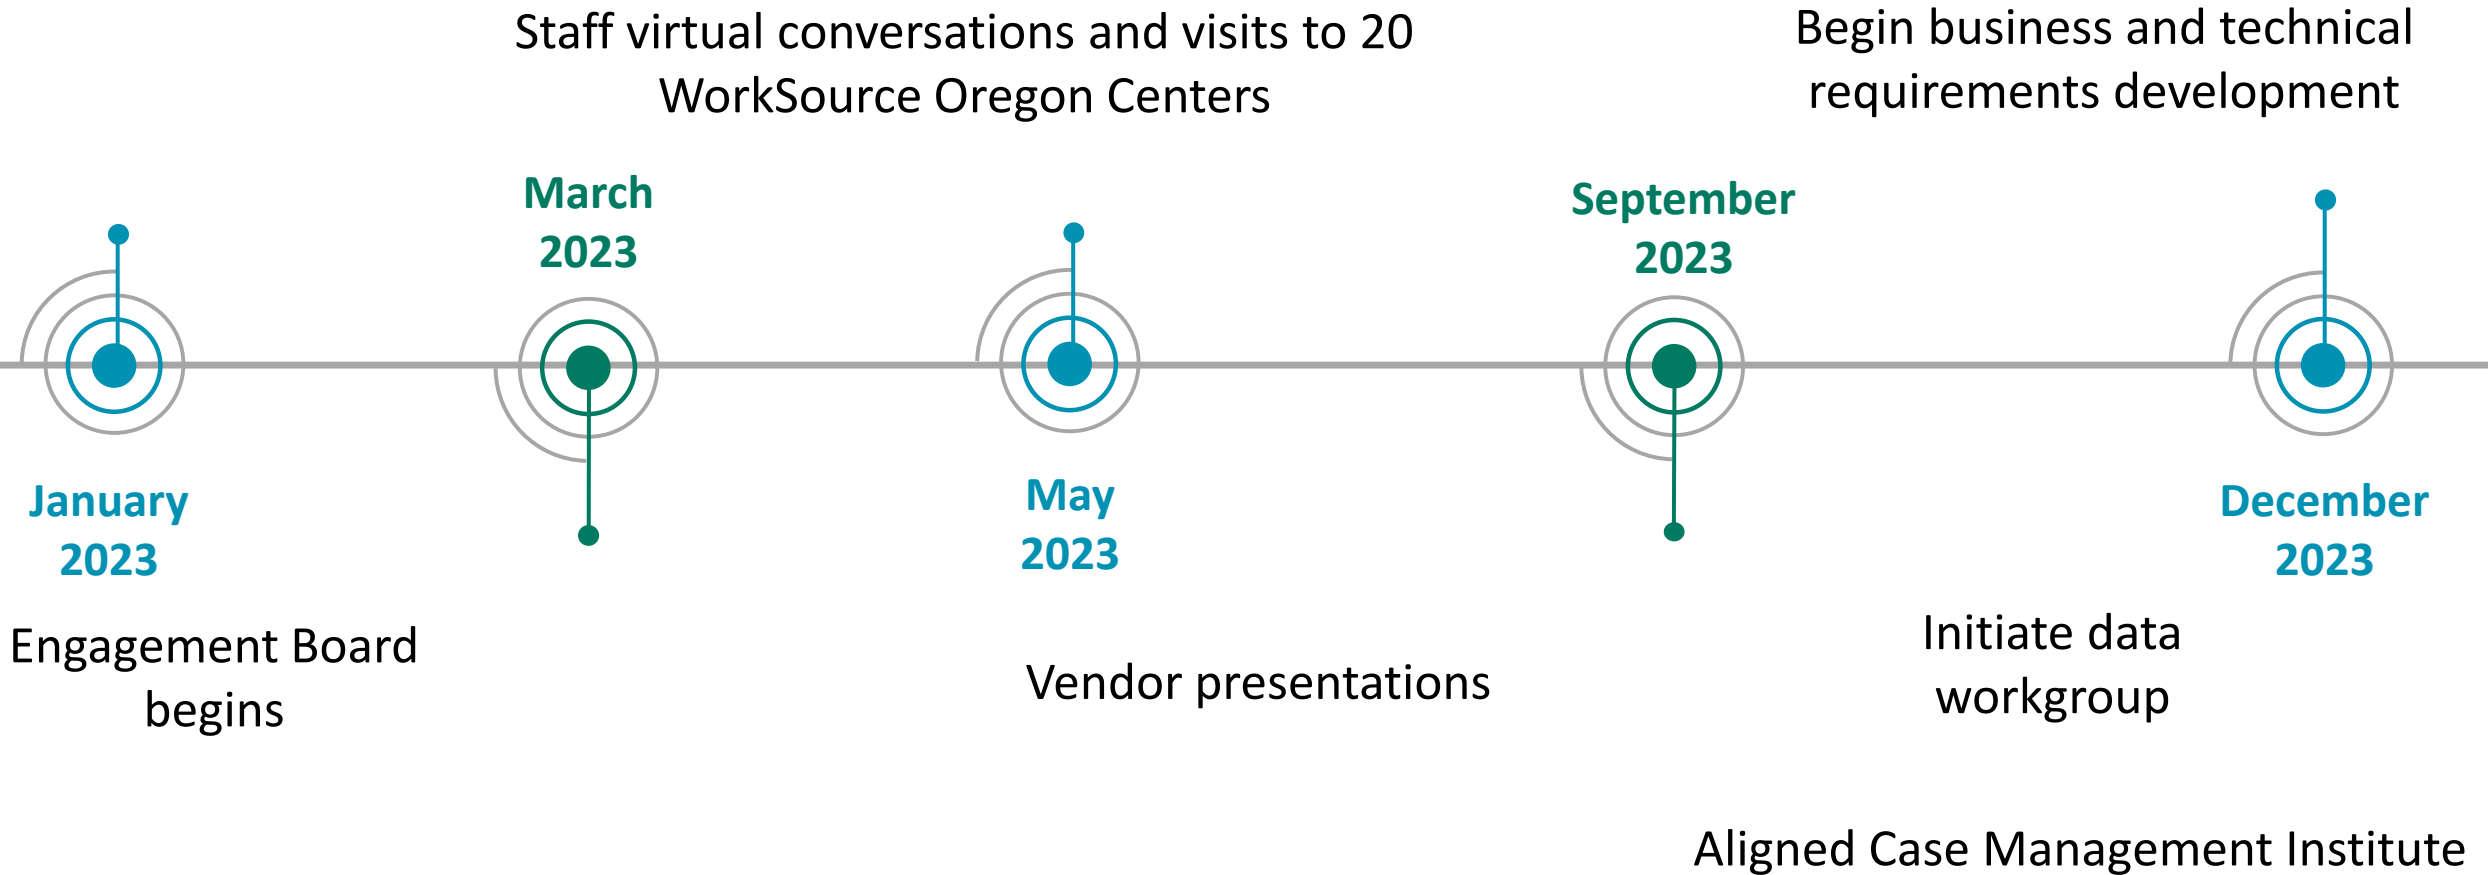 Staff virtual conversations and visits to 20
WorkSource Oregon Centers
Begin business and technical
requirements development
March
2023
September
2023
January
2023
May
2023
December
2023
Engagement Board
begins
Vendor presentations
Initiate data
workgroup
Aligned Case Management Institute